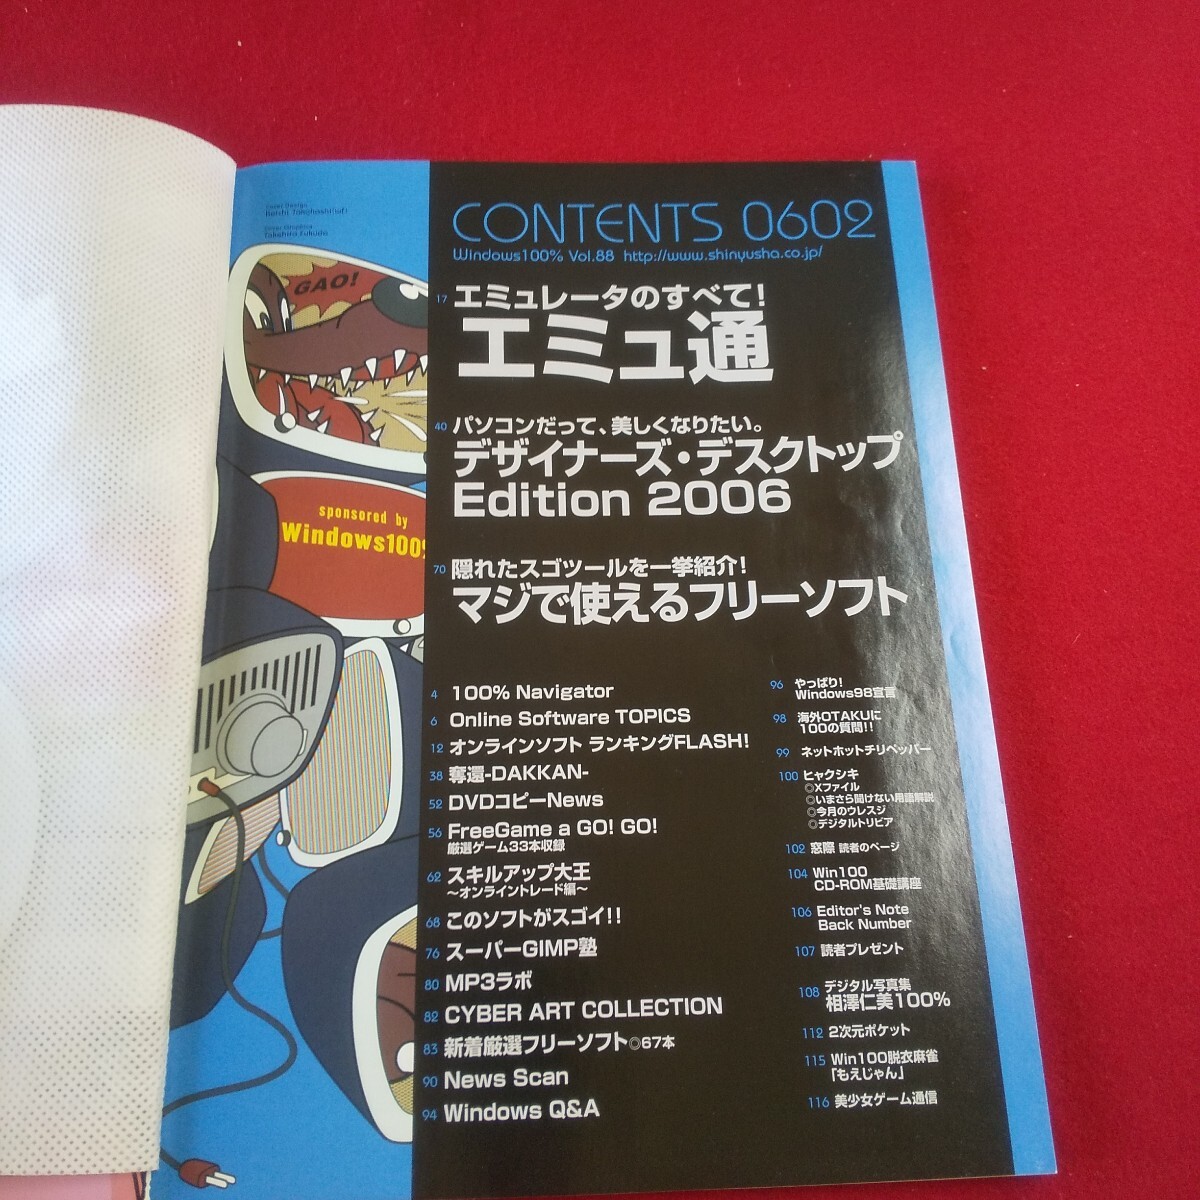 Cover Design
Takahiro Fukuda
GAO!
sponsored by
Windows100%
CONTENTS 0602
Windows100% Vol.88 http://www.shinyusha.co.jp/
17 エミュレータのすべて!
エミュ通
40 パソコンだって、美しくなりたい。
デザイナーズ・デスクトップ
Edition 2006
70 隠れたスゴツールを一挙紹介!
マジで使えるフリーソフト
4 100% Navigator
6 Online Software TOPICS
12 オンラインソフト ランキングFLASH!
38 奪還-DAKKAN-
52 DVDコピーNews
56 FreeGame a GO! GO!
厳選ゲーム33本収録
62 スキルアップ大王
～オンライントレード編～
68 このソフトがスゴイ!!
76 スーパーGIMP塾
80 MP3ラボ
82 CYBER ART COLLECTION
83 新着厳選フリーソフト◎67本
90 News Scan
94 Windows Q&A
96 やっぱり!
Windows98宣言
98 海外OTAKUに
100の質問!!
99 ネットホットチリペッパー
100 ヒャクシキ
◎Xファイル
◎いまさら聞けない用語解説
◎今月のウレスジ
◎デジタルトリビア
102 窓際 読者のページ
104 Win100
CD-ROM基礎講座
106 Editor's Note
Back Number
107 読者プレゼント
108 デジタル写真集
相澤仁美100%
112 2次元ポケット
115 Win100脱衣麻雀
「もえじゃん」
116 美少女ゲーム通信